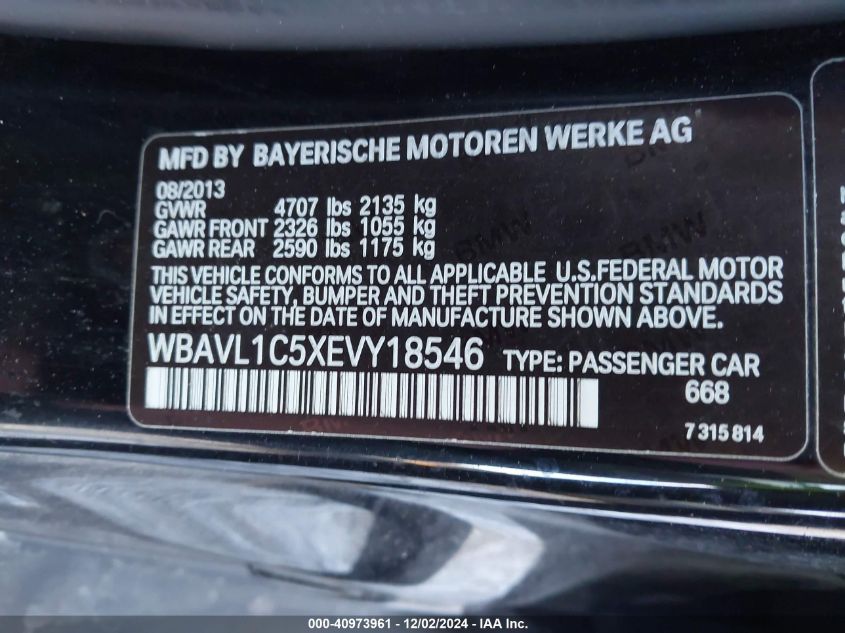 MFD BY BAYERISCHE MOTOREN WERKE AG
08/2013
GVWR 4707 lbs 2135 kg
GAWR FRONT 2326 lbs 1055 kg
GAWR REAR 2590 lbs 1175 kg
THIS VEHICLE CONFORMS TO ALL APPLICABLE U.S.FEDERAL MOTOR
VEHICLE SAFETY, BUMPER AND THEFT PREVENTION STANDARDS
IN EFFECT ON THE DATE OF MANUFACTURE SHOWN ABOVE.
WBAVL1C5XEVY18546 TYPE: PASSENGER CAR
668
7 315 814
000-40973961 - 12/02/2024 - IAA Inc.